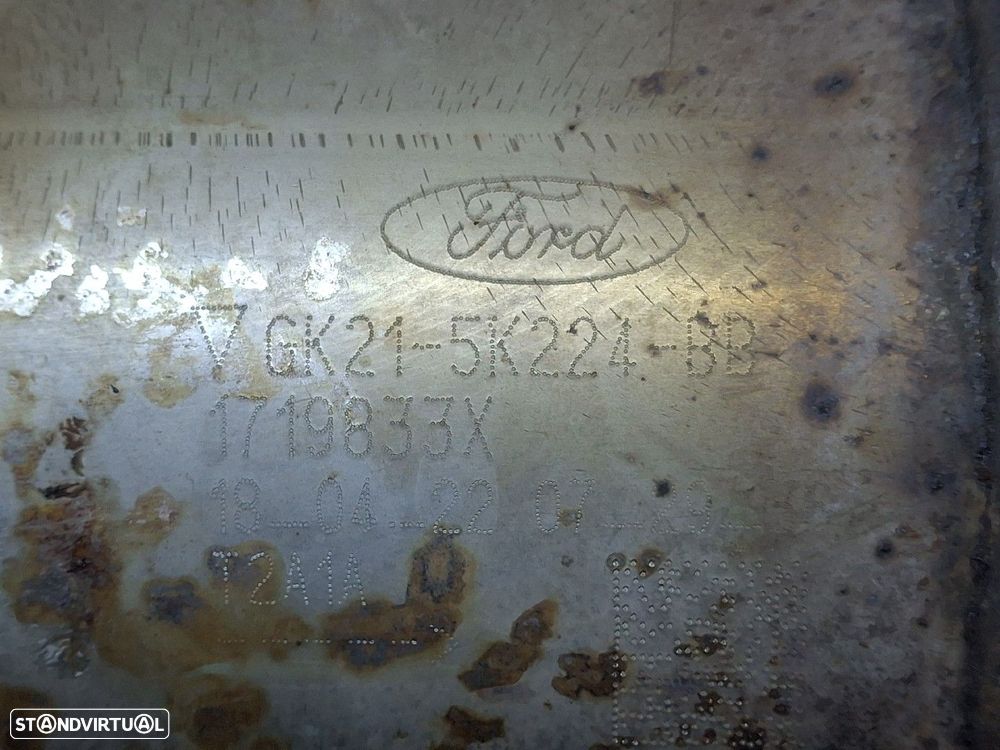 Ford
V GK21-5K224-BB
1719833X
18-04-22 07-29-
T2A1A
STANDVIRTUAL